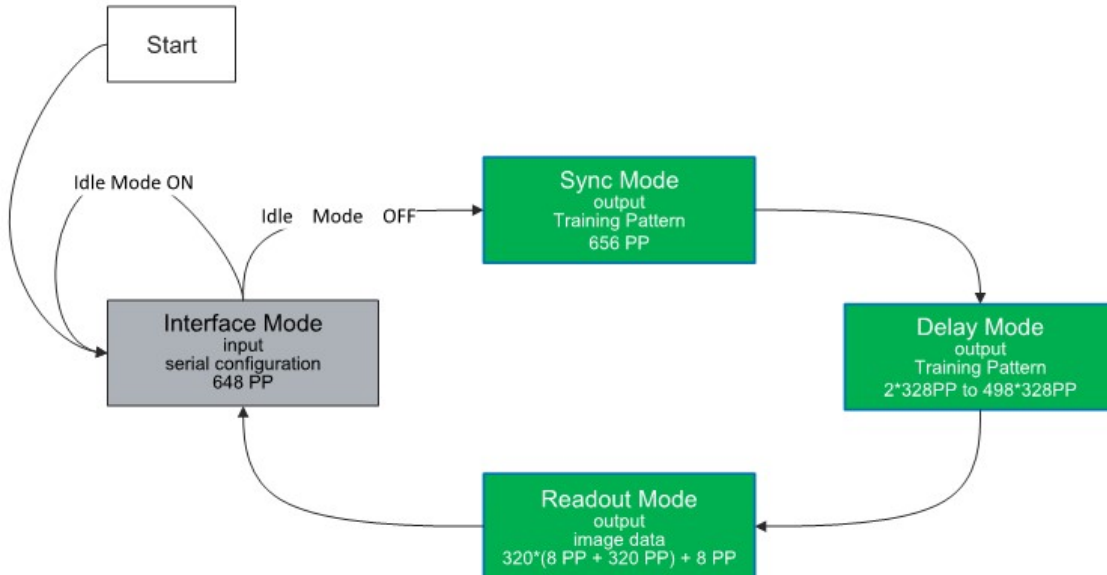 Start
Idle Mode ON
Idle Mode OFF
Sync Mode
output
Training Pattern
656 PP
Interface Mode
input
serial configuration
648 PP
Delay Mode
output
Training Pattern
2*328PP to 498*328PP
Readout Mode
output
image data
320*(8 PP + 320 PP) + 8 PP